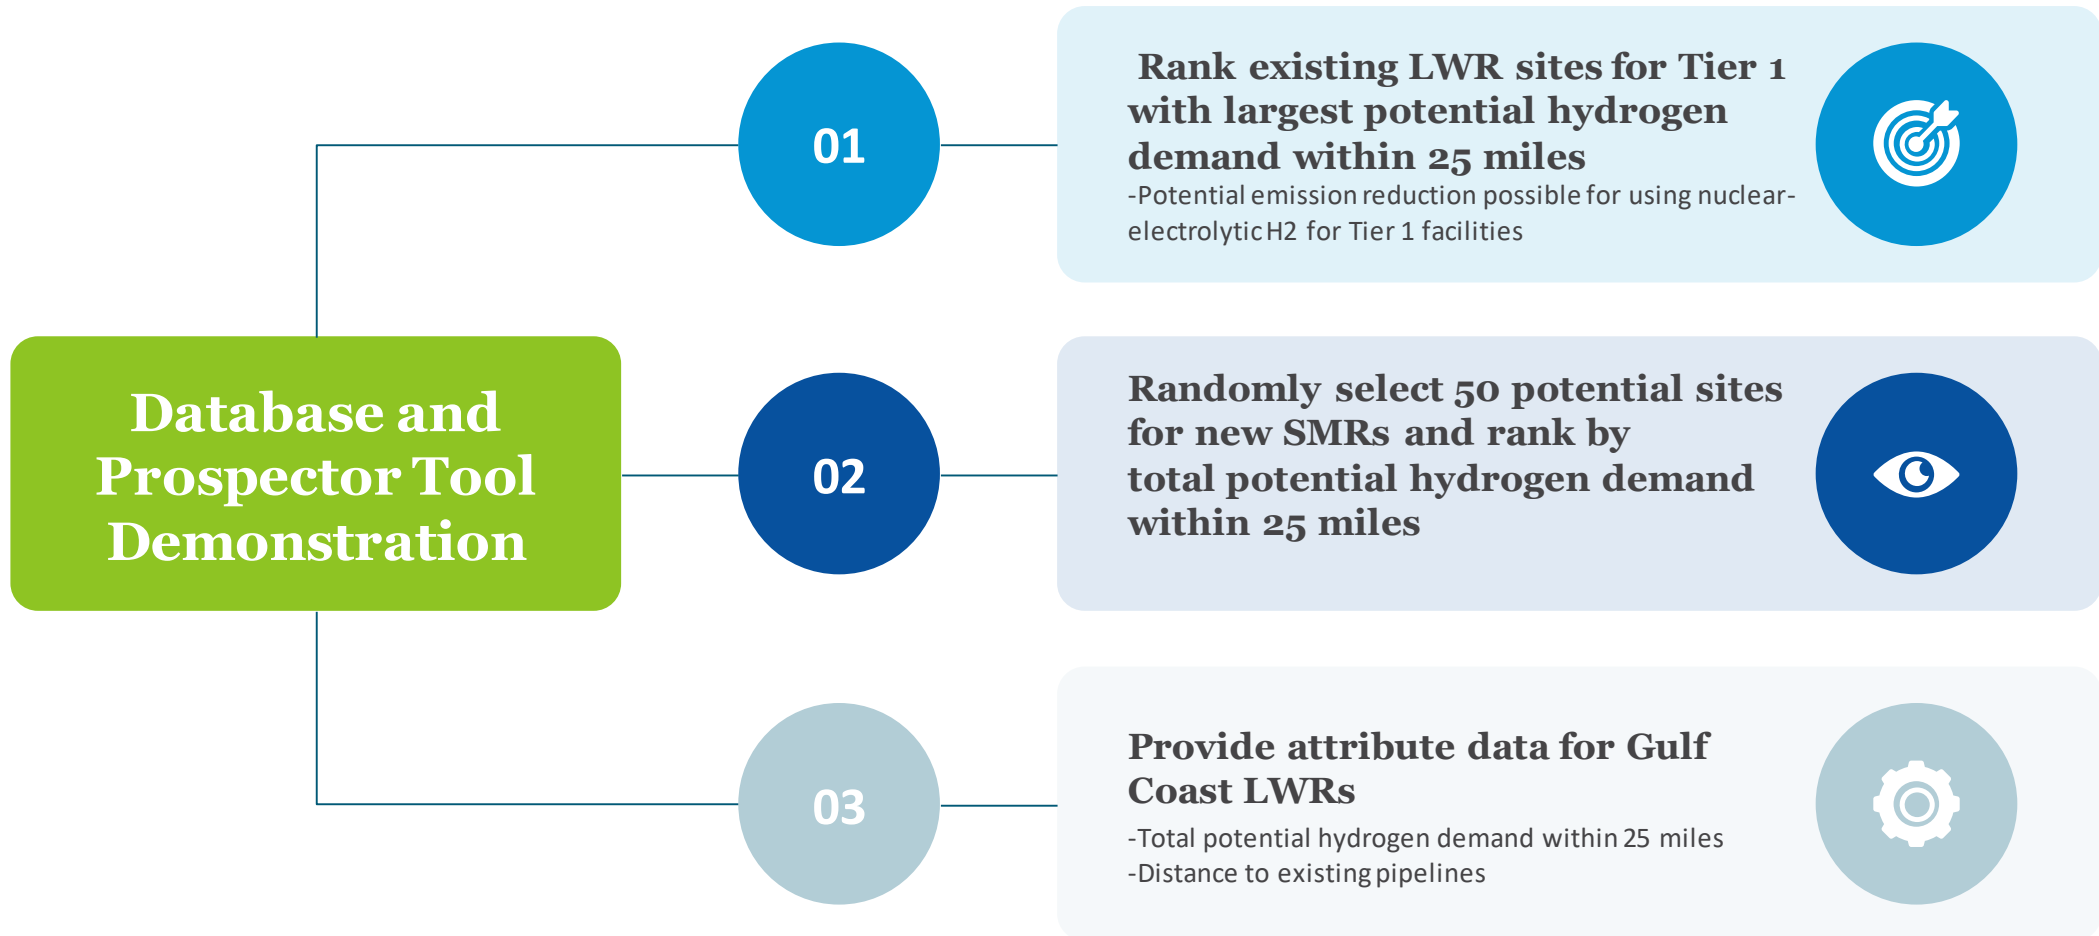 Database and
Prospector Tool
Demonstration
01
Rank existing LWR sites for Tier 1
with largest potential hydrogen
demand within 25 miles
-Potential emission reduction possible for using nuclear-
electrolytic H2 for Tier 1 facilities
02
Randomly select 50 potential sites
for new SMRs and rank by
total potential hydrogen demand
within 25 miles
03
Provide attribute data for Gulf
Coast LWRs
-Total potential hydrogen demand within 25 miles
-Distance to existing pipelines